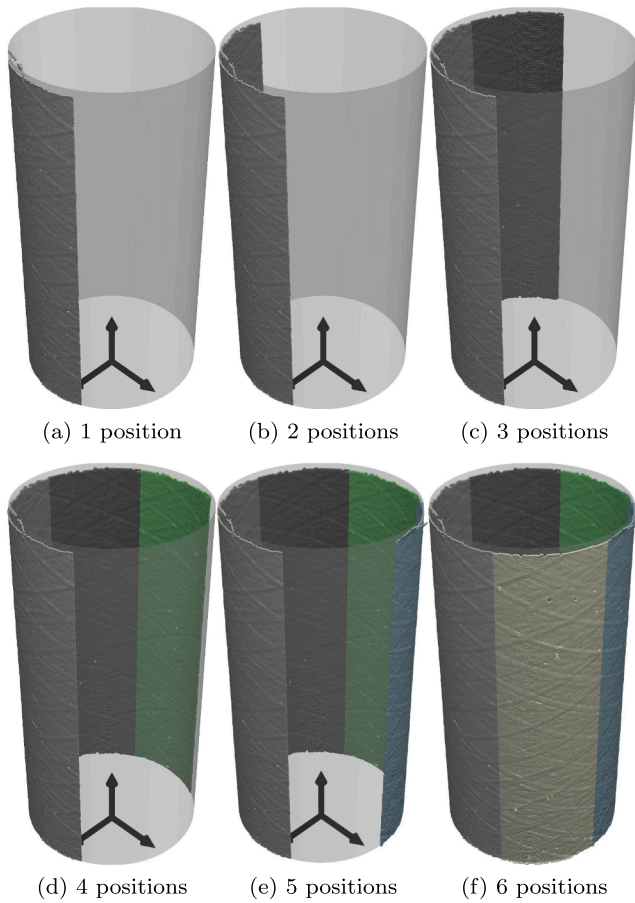 (a) 1 position
(b) 2 positions
(c) 3 positions
(d) 4 positions
(e) 5 positions
(f) 6 positions